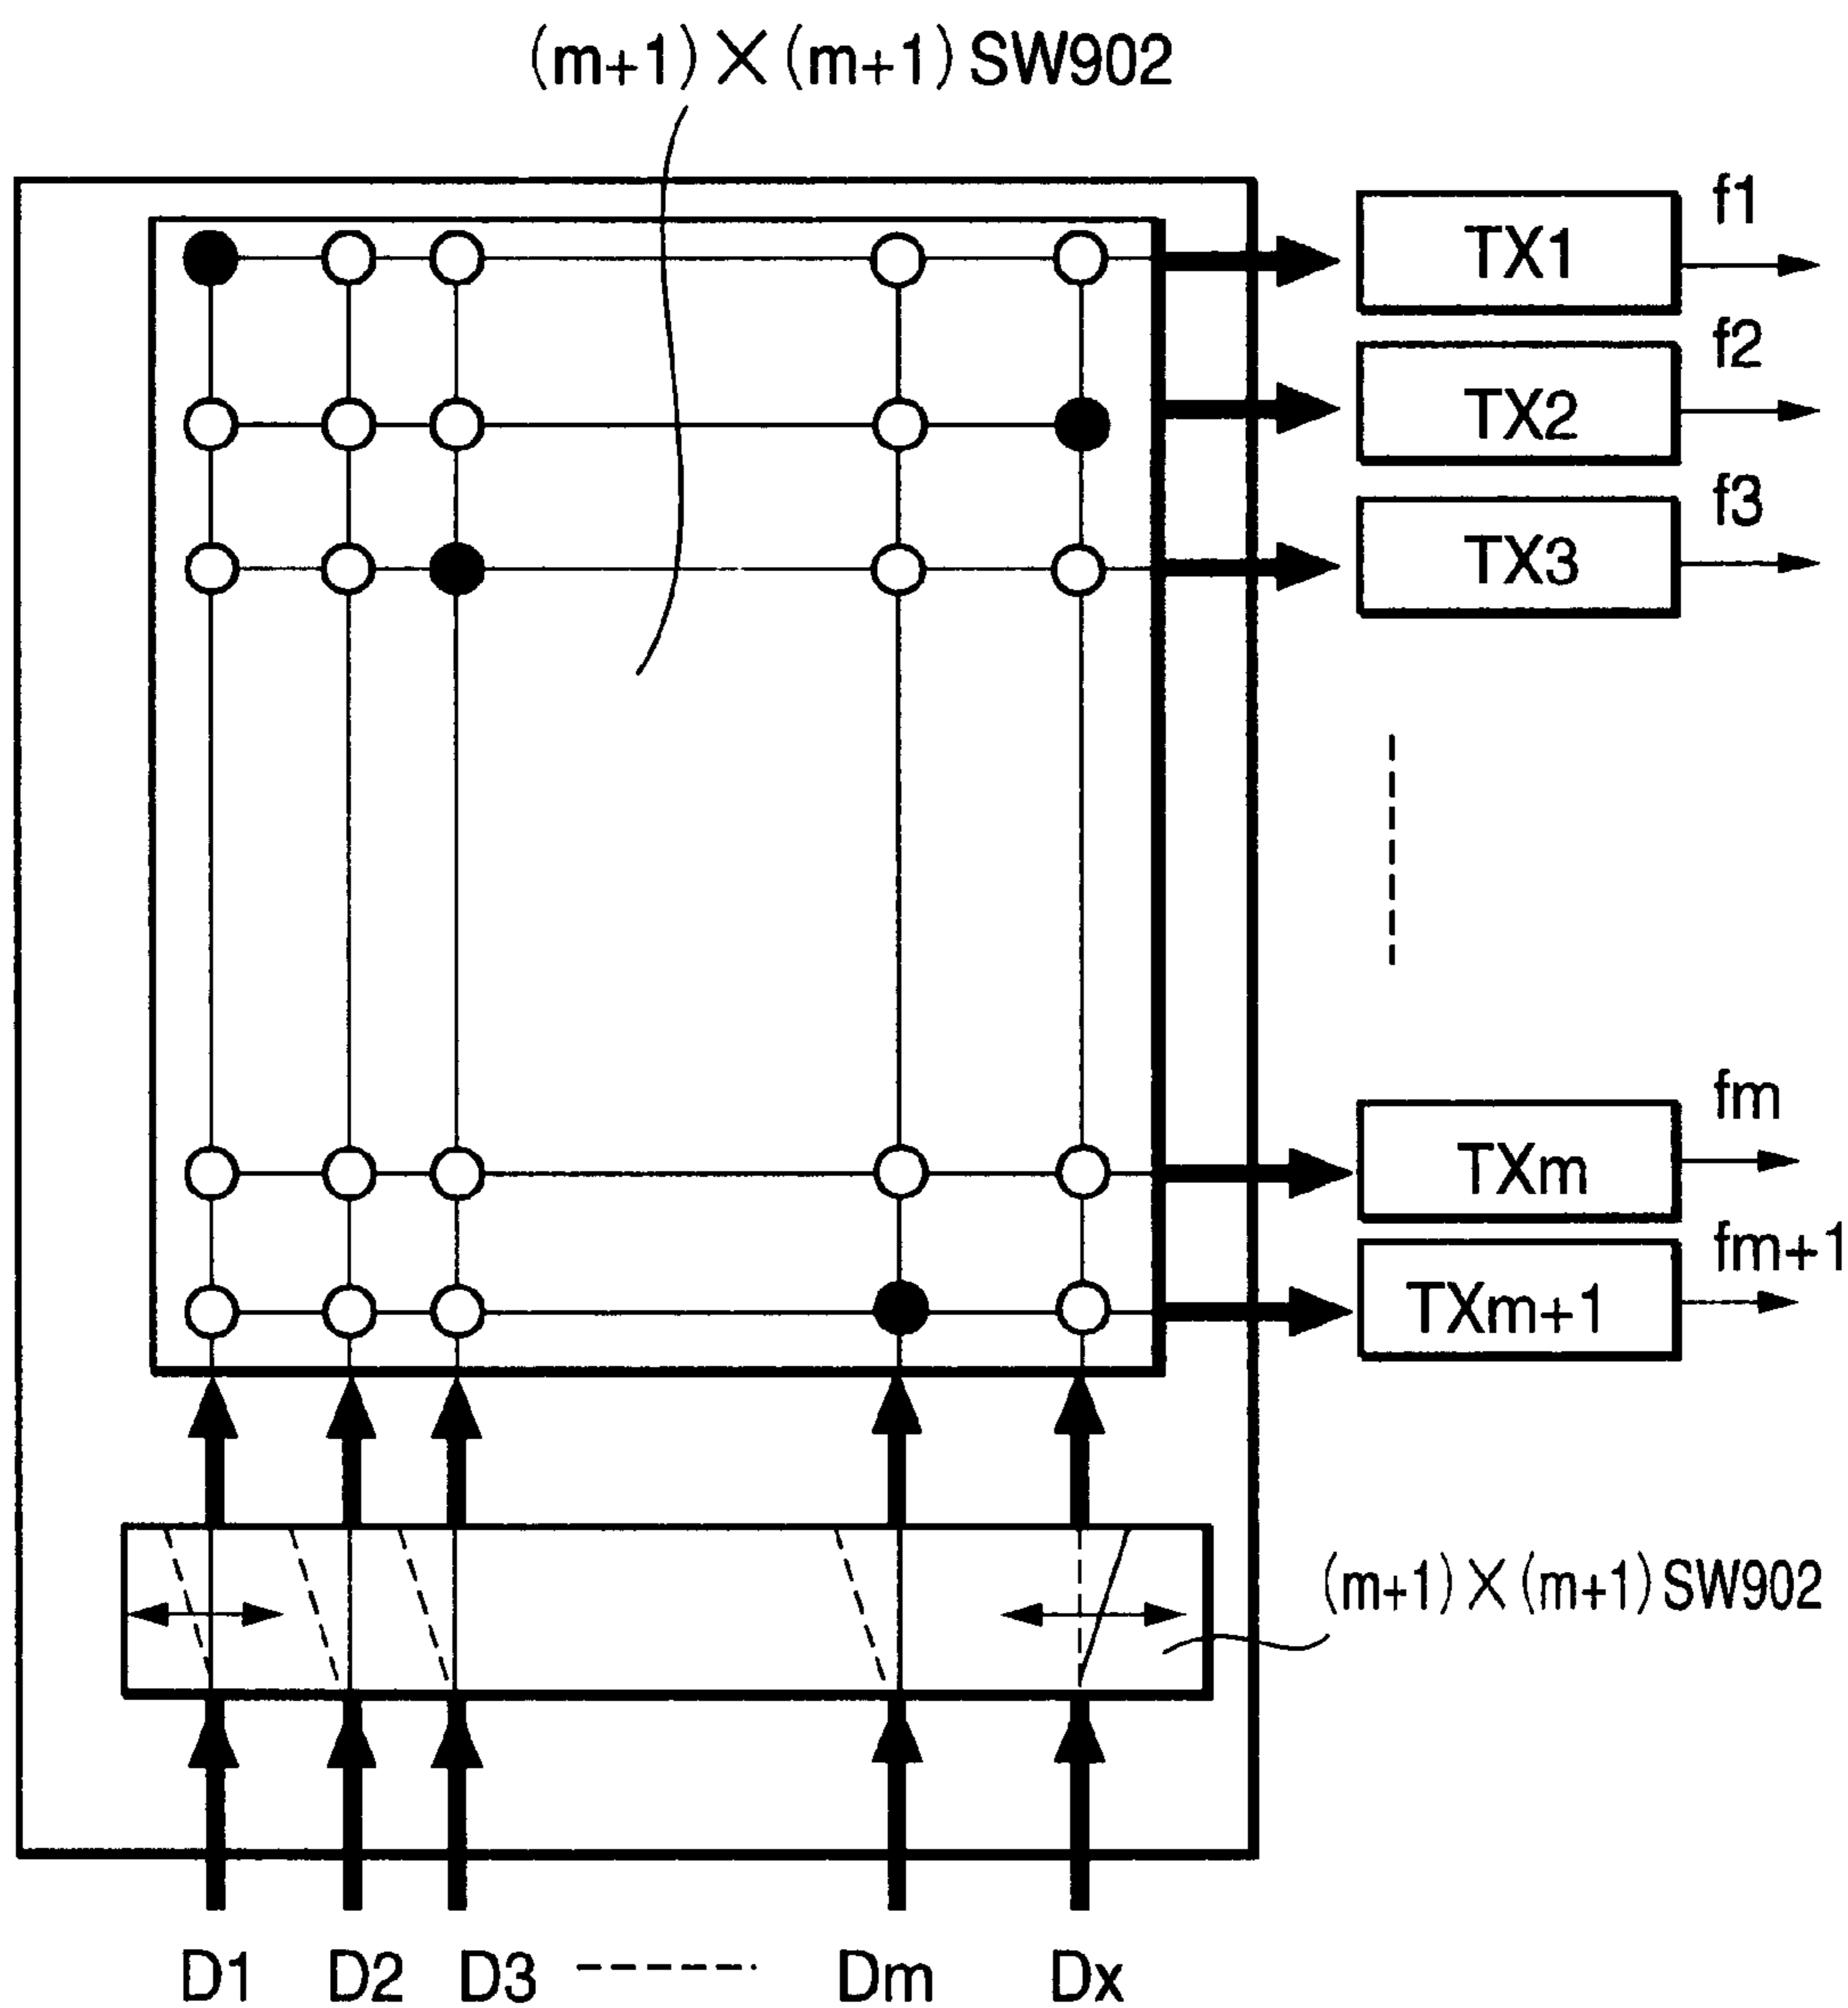 (m+1)X(m+1)SW902
f1
TX1
f2
TX2
f3
TX3
fm
TXm
fm+1
TXm+1
(m+1)X(m+1)SW902
D1 D2 D3 Dm Dx